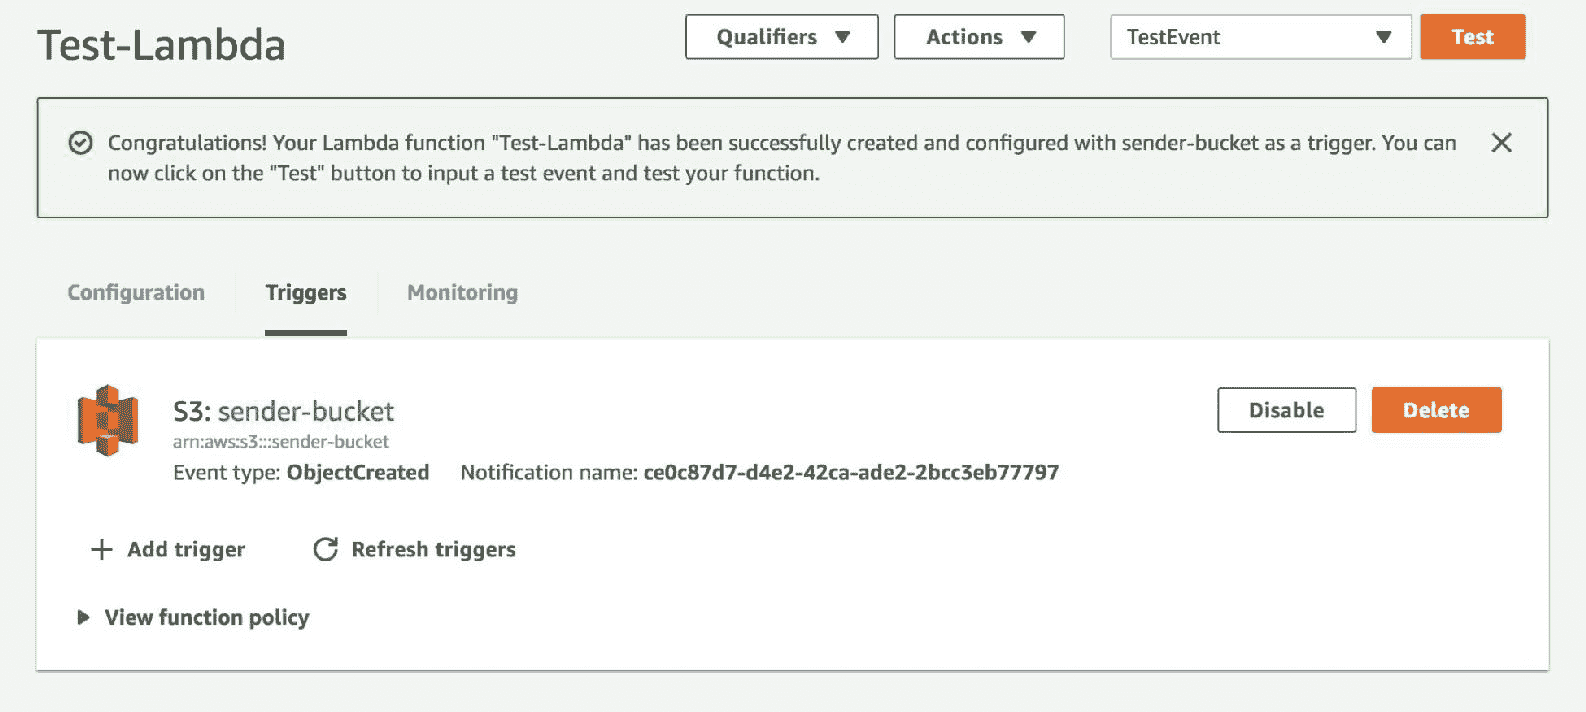 Test-Lambda
Qualifiers
Actions
TestEvent
Test
Congratulations! Your Lambda function "Test-Lambda" has been successfully created and configured with sender-bucket as a trigger. You can
now click on the "Test" button to input a test event and test your function.
Configuration
Triggers
Monitoring
S3: sender-bucket
Disable
Delete
arn:aws:s3:::sender-bucket
Event type: ObjectCreated
Notification name: ce0c87d7-d4e2-42ca-ade2-2bcc3eb77797
Add trigger
Refresh triggers
View function policy